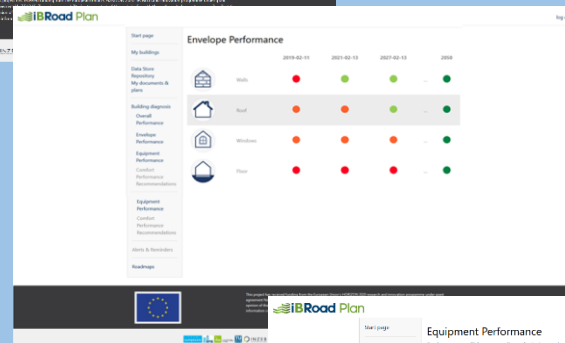 iBRoad Plan
log
Start page
My buildings
Data Store
Repository
My documents &
plans
Building diagnosis
Overall
Performance
Envelope
Performance
Equipment
Performance
Comfort
Performance
Recommendations
Equipment
Performance
Comfort
Performance
Recommendations
Alerts & Reminders
Roadmaps
Envelope Performance
2019-02-11 2021-02-12 2027-02-13 2050
Walls ...
Roof ...
Windows ...
Floor ...
iBRoad Plan
Start page
Equipment Performance